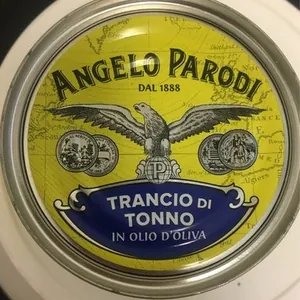 ANGELO PARODI
DAL 1888
P
TRANCIO DI
TONNO
IN OLIO D'OLIVA